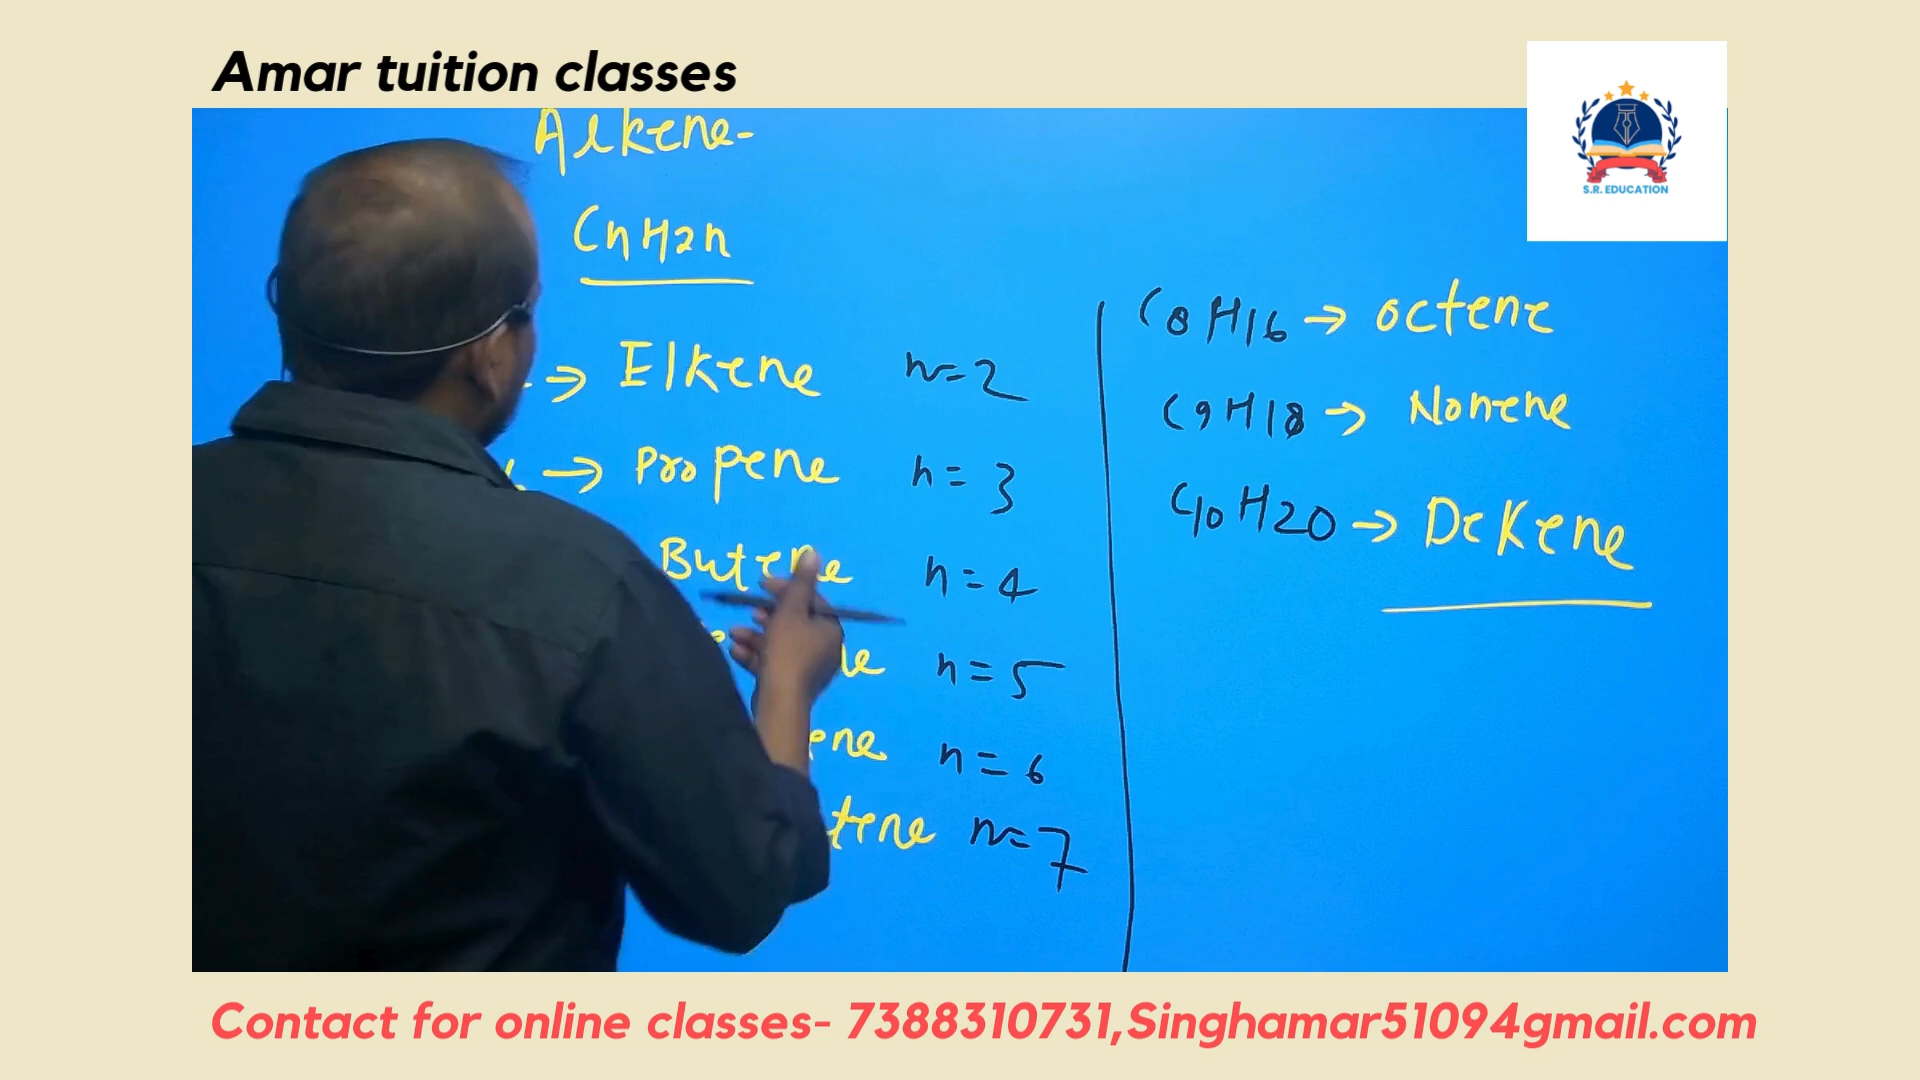 Amar tuition classes
S.R. EDUCATION
Alkene-
CnH2n
→ Elkene n=2
→ Propene n=3
Butene n=4
n=5
ene n=6
tene n=7
C8H16 → octene
C9H18 → Nonene
C10H20 → DeKene
Contact for online classes- 7388310731,Singhamar51094gmail.com